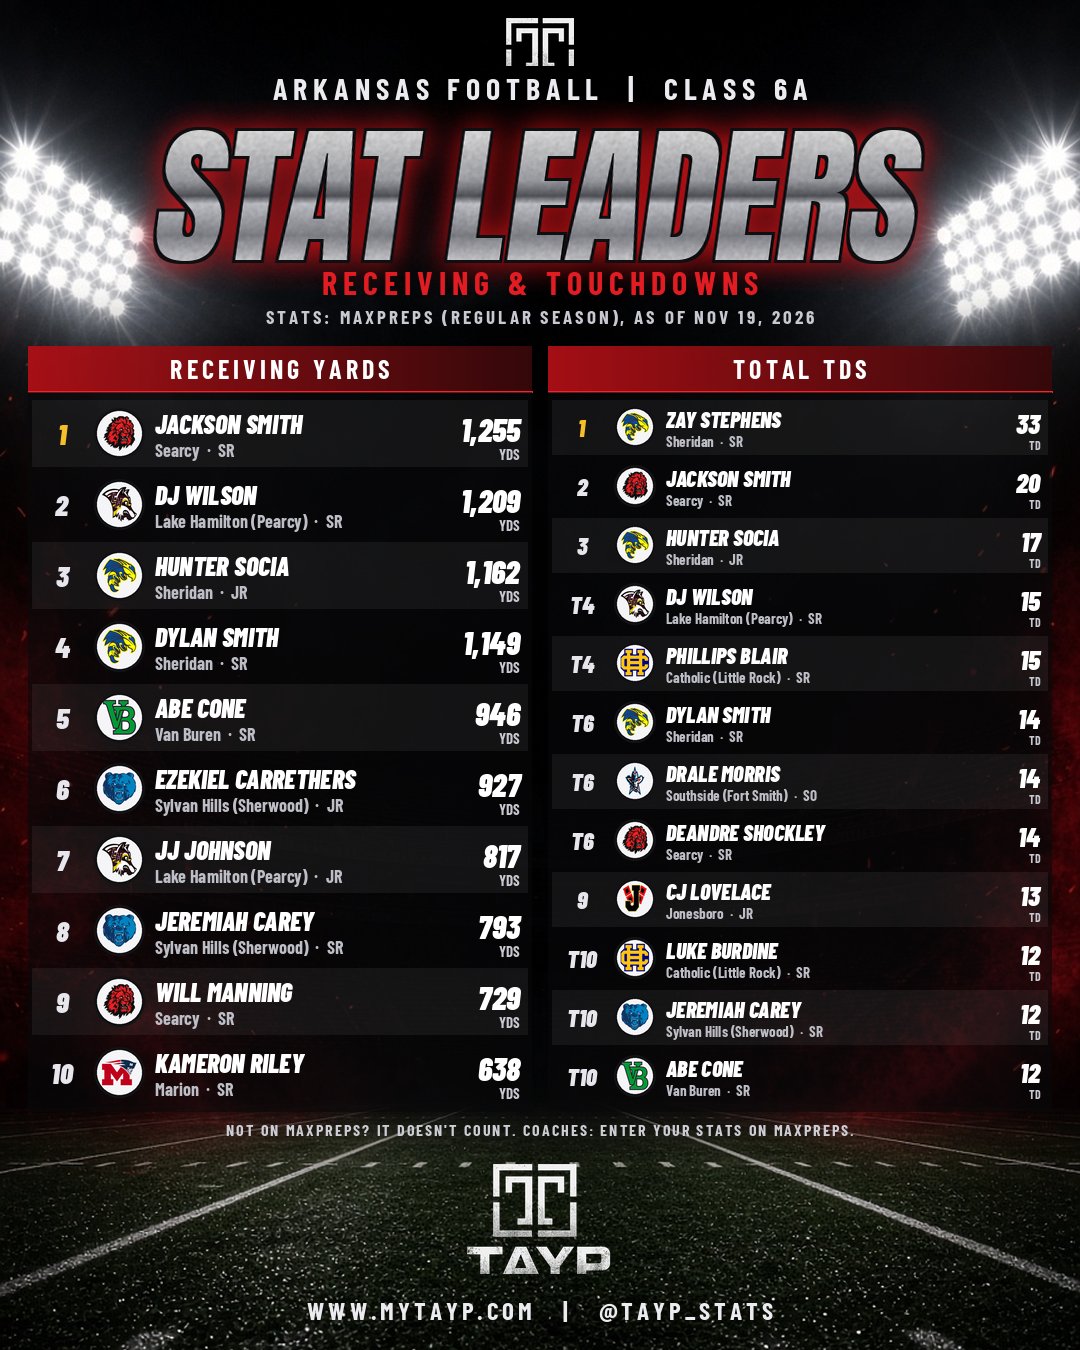 ARKANSAS FOOTBALL | CLASS 6A
STAT LEADERS
RECEIVING & TOUCHDOWNS
STATS: MAXPREPS (REGULAR SEASON), AS OF NOV 19, 2026
RECEIVING YARDS
1 JACKSON SMITH 1,255
Searcy · SR YDS
2 DJ WILSON 1,209
Lake Hamilton (Pearcy) · SR YDS
3 HUNTER SOCIA 1,162
Sheridan · JR YDS
4 DYLAN SMITH 1,149
Sheridan · SR YDS
5 ABE CONE 946
Van Buren · SR YDS
6 EZEKIEL CARRETHERS 927
Sylvan Hills (Sherwood) · JR YDS
7 JJ JOHNSON 817
Lake Hamilton (Pearcy) · JR YDS
8 JEREMIAH CAREY 793
Sylvan Hills (Sherwood) · SR YDS
9 WILL MANNING 729
Searcy · SR YDS
10 KAMERON RILEY 638
Marion · SR YDS
TOTAL TDS
1 ZAY STEPHENS 33
Sheridan · SR TD
2 JACKSON SMITH 20
Searcy · SR TD
3 HUNTER SOCIA 17
Sheridan · JR TD
T4 DJ WILSON 15
Lake Hamilton (Pearcy) · SR TD
T4 PHILLIPS BLAIR 15
Catholic (Little Rock) · SR TD
T6 DYLAN SMITH 14
Sheridan · SR TD
T6 DRALE MORRIS 14
Southside (Fort Smith) · SO TD
T6 DEANDRE SHOCKLEY 14
Searcy · SR TD
9 CJ LOVELACE 13
Jonesboro · JR TD
T10 LUKE BURDINE 12
Catholic (Little Rock) · SR TD
T10 JEREMIAH CAREY 12
Sylvan Hills (Sherwood) · SR TD
T10 ABE CONE 12
Van Buren · SR TD
NOT ON MAXPREPS? IT DOESN'T COUNT. COACHES: ENTER YOUR STATS ON MAXPREPS.
TAYP
WWW.MYTAYP.COM | @TAYP_STATS